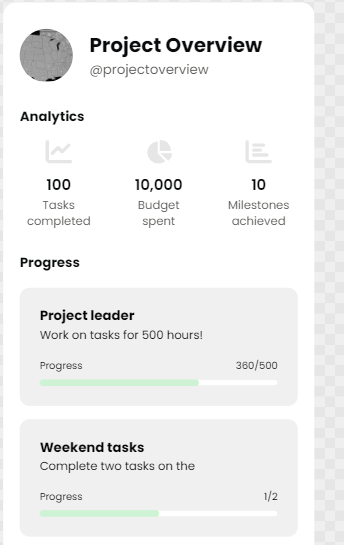 Project Overview
@projectoverview
Analytics
100
Tasks
completed
10,000
Budget
spent
10
Milestones
achieved
Progress
Project leader
Work on tasks for 500 hours!
Progress 360/500
Weekend tasks
Complete two tasks on the
Progress 1/2